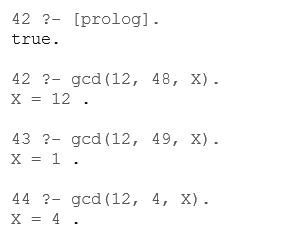 42 ?- [prolog].
true.
42 ?- gcd(12, 48, X).
X = 12 .
43 ?- gcd(12, 49, X).
X = 1 .
44 ?- gcd(12, 4, X).
X = 4 .